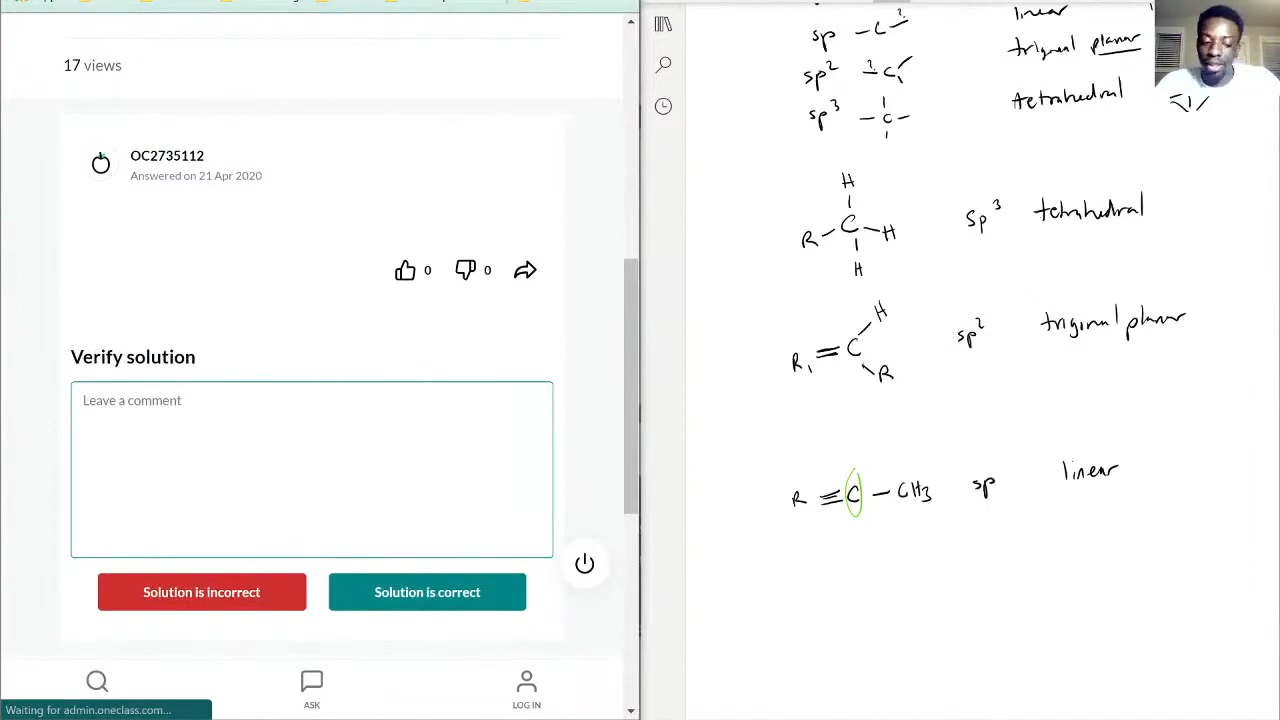 17 views
OC2735112
Answered on 21 Apr 2020
0
0
Verify solution
Leave a comment
Solution is incorrect
Solution is correct
ASK
LOG IN
Waiting for admin.oneclass.com...
linear
sp – C
trigonal planar
sp2 = C
tetrahedral
sp3 – C –
H
R – C – H sp3 tetrahedral
H
H
R1 = C sp2 trigonal planar
R
R ≡ C – CH3 sp linear